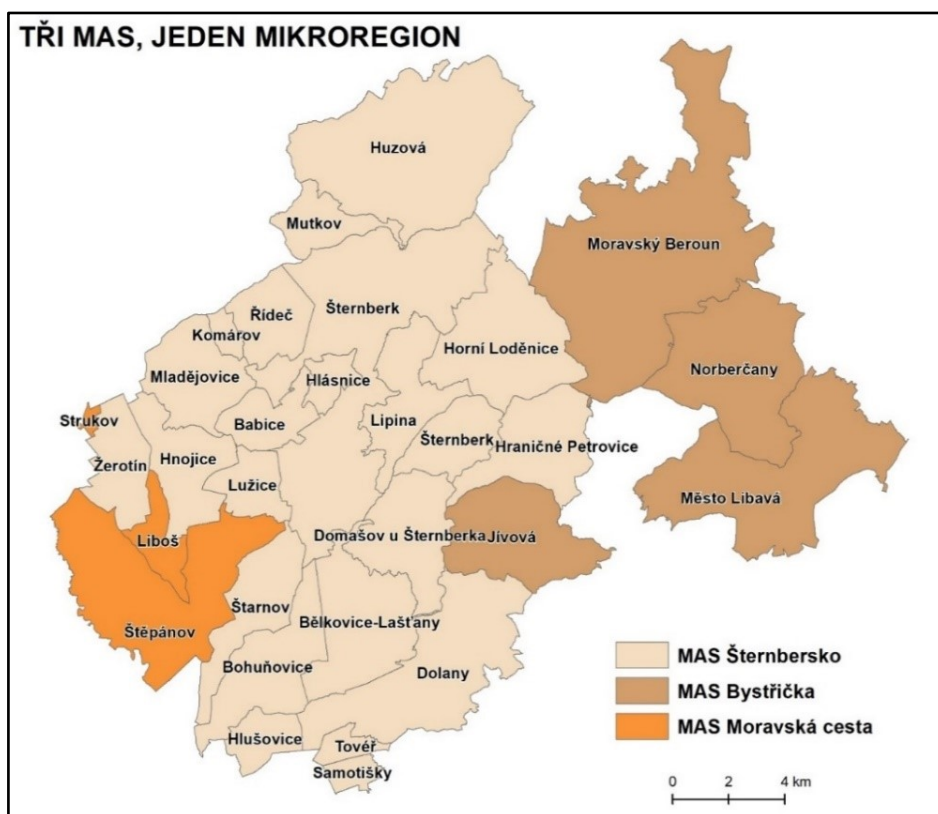 TŘI MAS, JEDEN MIKROREGION
Huzová
Mutkov
Moravský Beroun
Řídeč
Šternberk
Komárov
Horní Loděnice
Mladějovice
Hlásnice
Norberčany
Strukov
Babice
Lipina
Šternberk
Hraničné Petrovice
Žerotín
Hnojice
Lužice
Město Libavá
Liboš
Domašov u Šternberka
Jívová
Štarnov
Štěpánov
Bělkovice-Lašťany
Bohuňovice
Dolany
Hlušovice
Tovéř
Samotišky
MAS Šternbersko
MAS Bystřička
MAS Moravská cesta
0 2 4 km